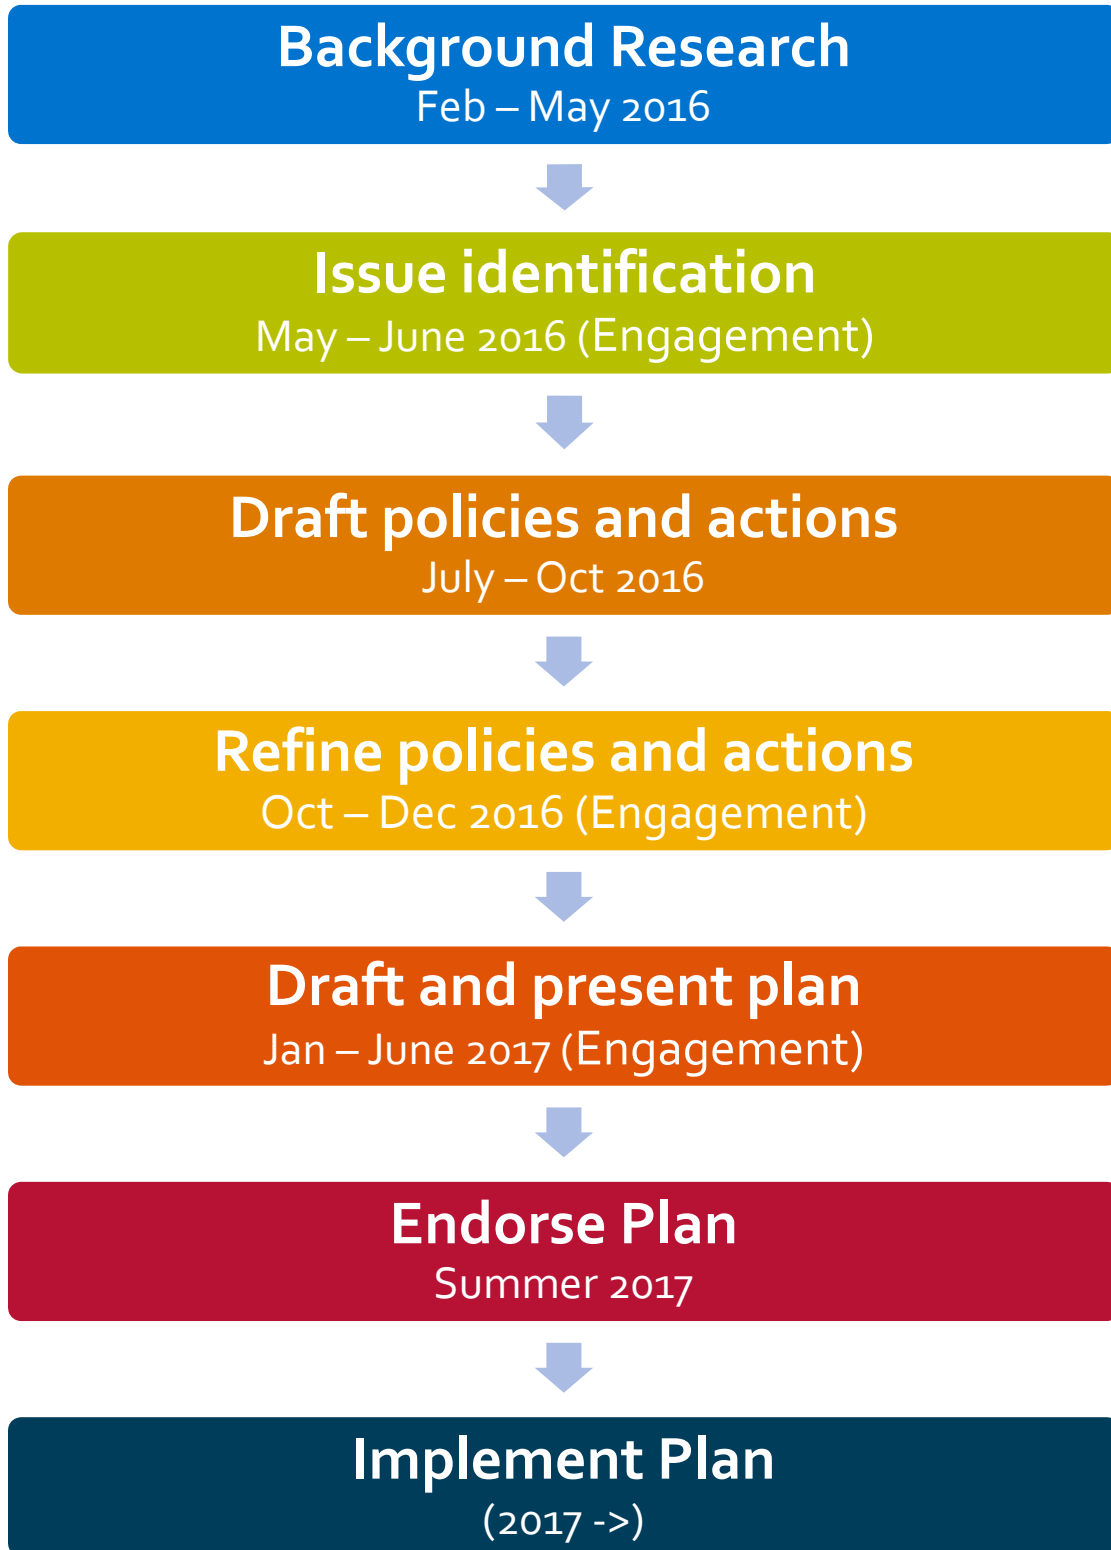 Background Research
Feb – May 2016
Issue identification
May – June 2016 (Engagement)
Draft policies and actions
July – Oct 2016
Refine policies and actions
Oct – Dec 2016 (Engagement)
Draft and present plan
Jan – June 2017 (Engagement)
Endorse Plan
Summer 2017
Implement Plan
(2017 ->)